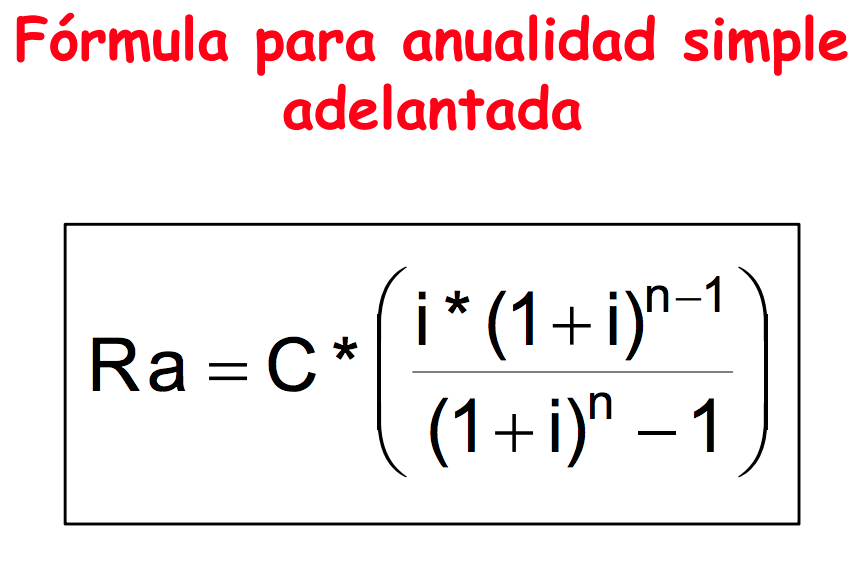 Fórmula para anualidad simple
adelantada
Ra = C * ( i * (1 + i)^(n−1) / ((1 + i)^n − 1) )